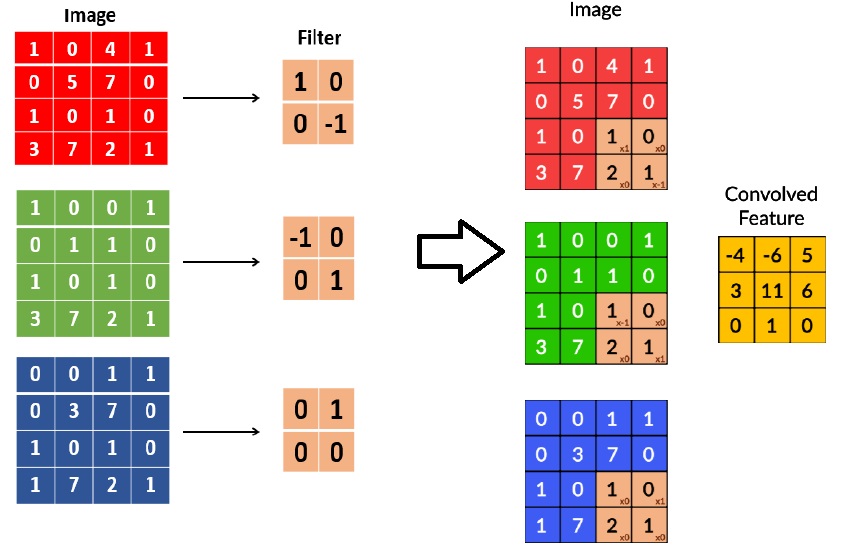 Image
1 0 4 1
0 5 7 0
1 0 1 0
3 7 2 1
Filter
1 0
0 -1
1 0 0 1
0 1 1 0
1 0 1 0
3 7 2 1
-1 0
0 1
0 0 1 1
0 3 7 0
1 0 1 0
1 7 2 1
0 1
0 0
Image
1 0 4 1
0 5 7 0
1 0 1 x1 0 x0
3 7 2 x0 1 x-1
1 0 0 1
0 1 1 0
1 0 1 x-1 0 x0
3 7 2 x0 1 x1
0 0 1 1
0 3 7 0
1 0 1 x0 0 x1
1 7 2 x0 1 x0
Convolved
Feature
-4 -6 5
3 11 6
0 1 0